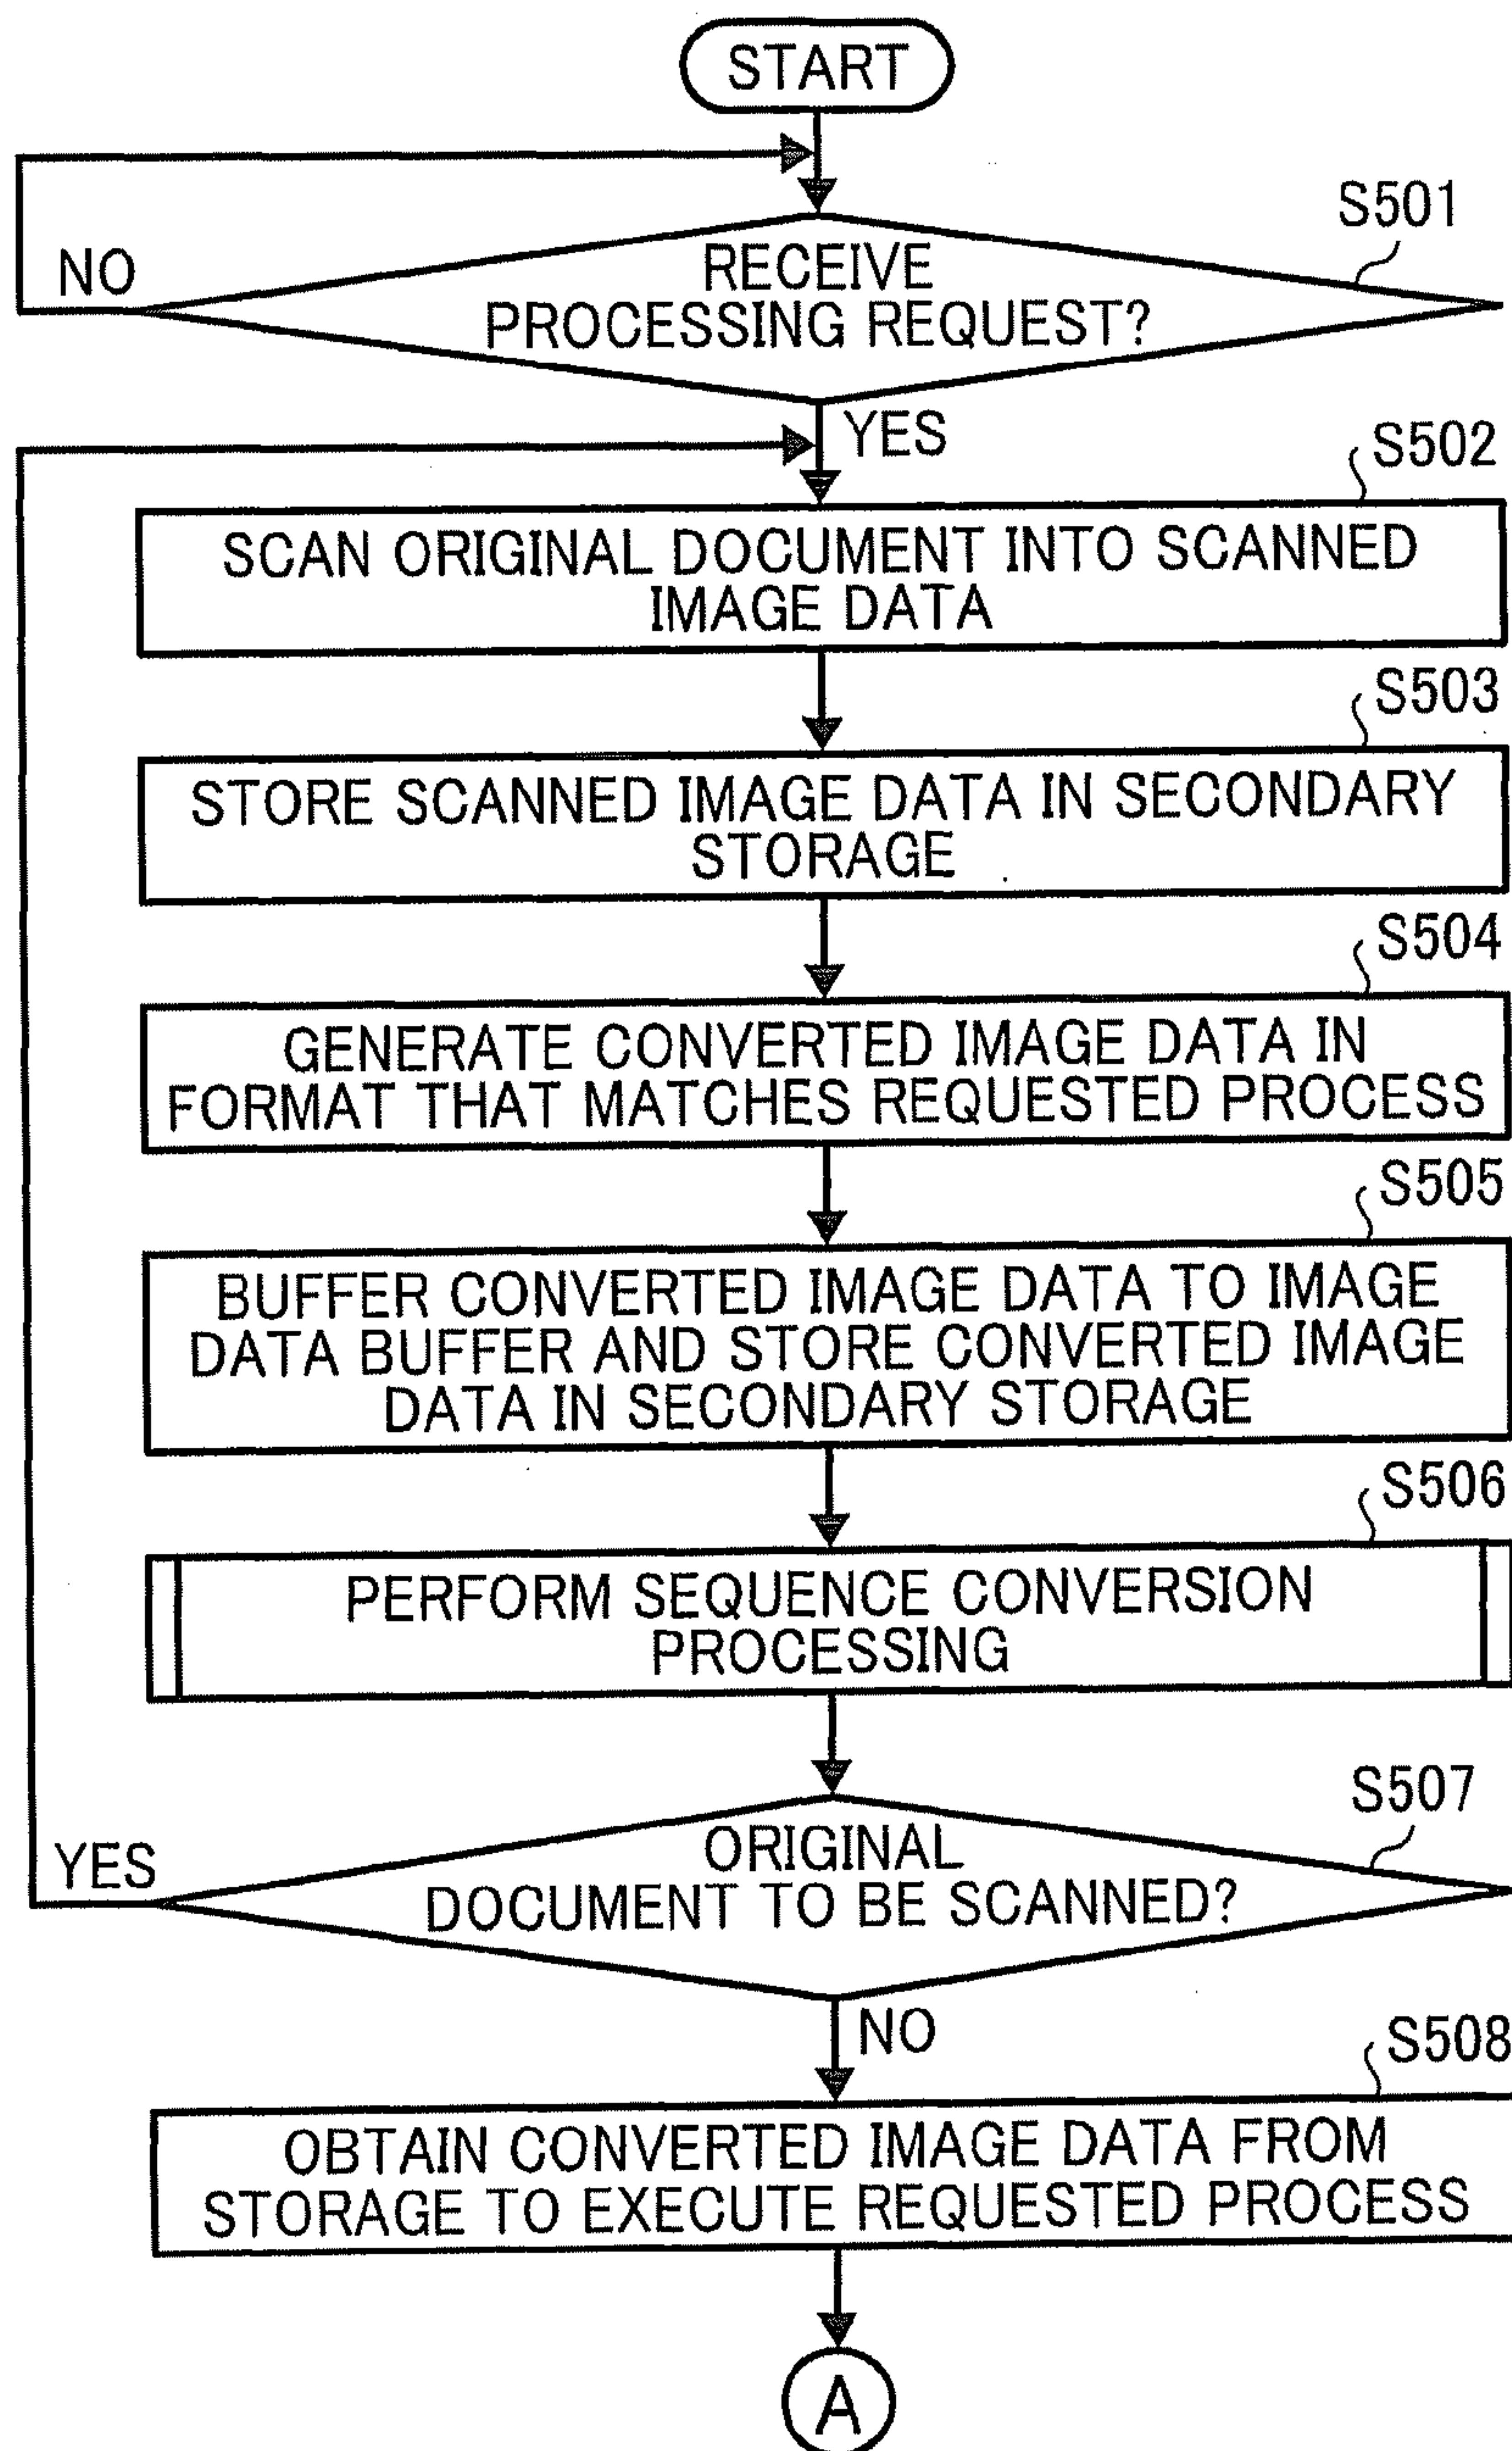 START
S501
NO
RECEIVE
PROCESSING REQUEST?
YES
S502
SCAN ORIGINAL DOCUMENT INTO SCANNED
IMAGE DATA
S503
STORE SCANNED IMAGE DATA IN SECONDARY
STORAGE
S504
GENERATE CONVERTED IMAGE DATA IN
FORMAT THAT MATCHES REQUESTED PROCESS
S505
BUFFER CONVERTED IMAGE DATA TO IMAGE
DATA BUFFER AND STORE CONVERTED IMAGE
DATA IN SECONDARY STORAGE
S506
PERFORM SEQUENCE CONVERSION
PROCESSING
S507
YES
ORIGINAL
DOCUMENT TO BE SCANNED?
NO
S508
OBTAIN CONVERTED IMAGE DATA FROM
STORAGE TO EXECUTE REQUESTED PROCESS
A